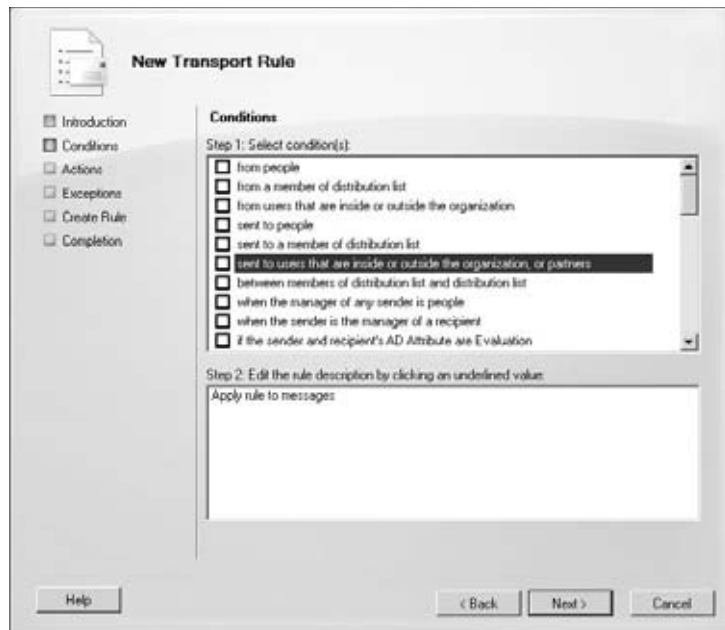 New Transport Rule
Introduction
Conditions
Actions
Exceptions
Create Rule
Completion
Conditions
Step 1: Select condition(s):
from people
from a member of distribution list
from users that are inside or outside the organization
sent to people
sent to a member of distribution list
sent to users that are inside or outside the organization, or partners
between members of distribution list and distribution list
when the manager of any sender is people
when the sender is the manager of a recipient
if the sender and recipient's AD Attribute are Evaluation
Step 2: Edit the rule description by clicking an underlined value:
Apply rule to messages
Help
< Back
Next >
Cancel